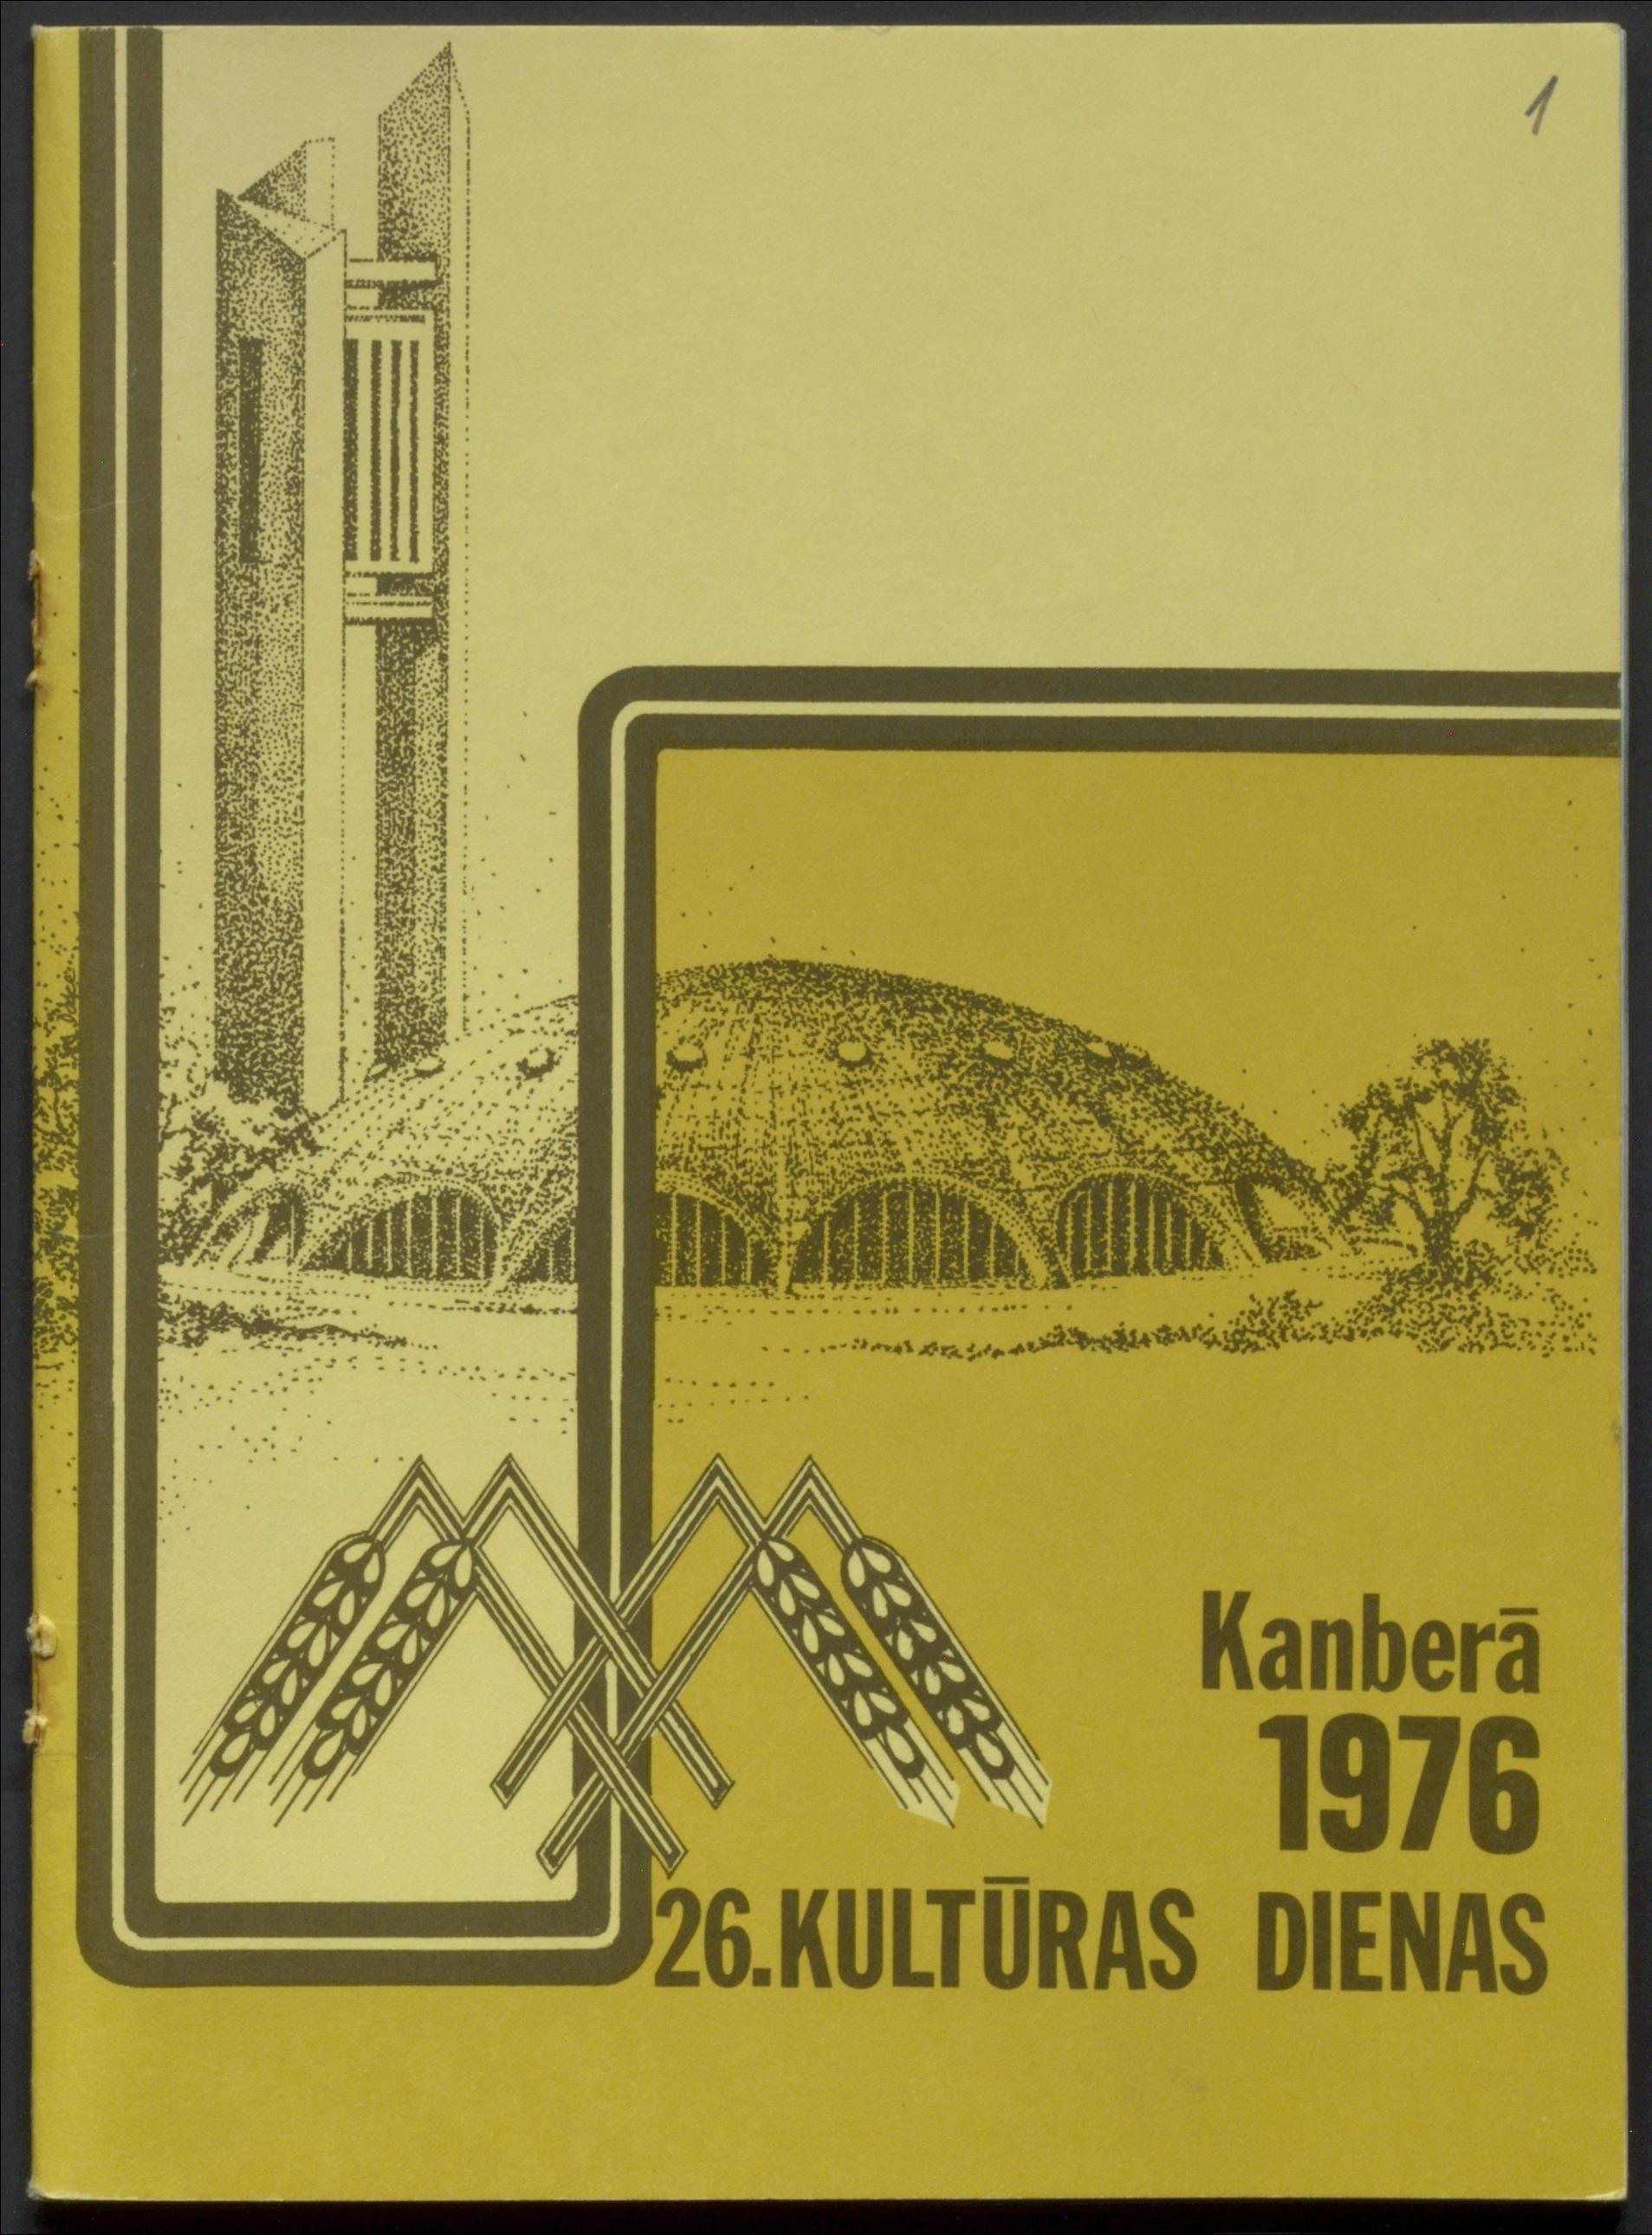 1
Kanberā
1976
26. KULTŪRAS DIENAS